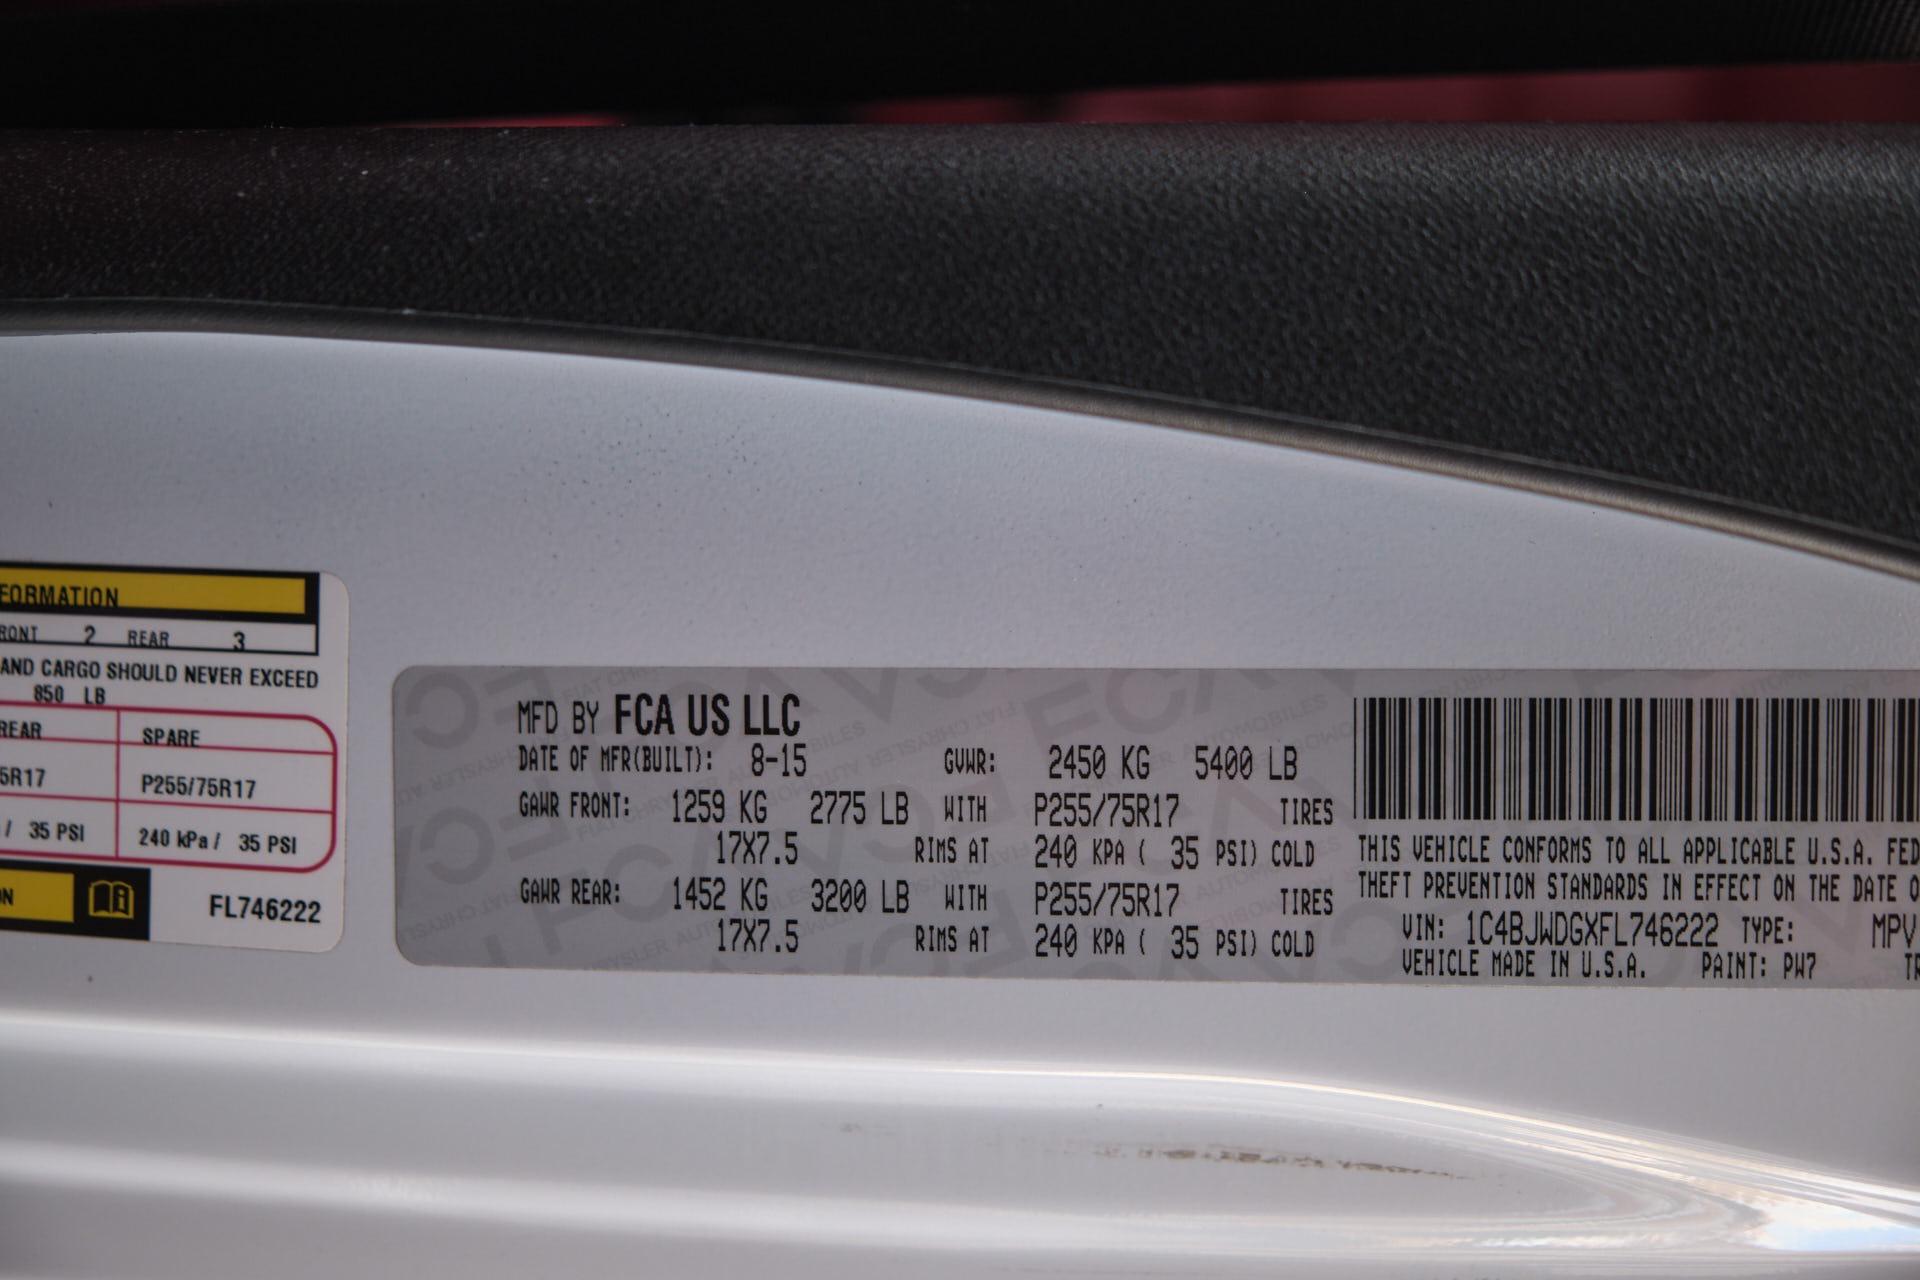 FORMATION
RONT 2 REAR 3
AND CARGO SHOULD NEVER EXCEED
850 LB
REAR SPARE
5R17 P255/75R17
/ 35 PSI 240 kPa / 35 PSI
ON
FL746222
MFD BY FCA US LLC
DATE OF MFR(BUILT): 8-15 GVWR: 2450 KG 5400 LB
GAWR FRONT: 1259 KG 2775 LB WITH P255/75R17 TIRES
17X7.5 RIMS AT 240 KPA ( 35 PSI) COLD
GAWR REAR: 1452 KG 3200 LB WITH P255/75R17 TIRES
17X7.5 RIMS AT 240 KPA ( 35 PSI) COLD
THIS VEHICLE CONFORMS TO ALL APPLICABLE U.S.A. FED
THEFT PREVENTION STANDARDS IN EFFECT ON THE DATE O
VIN: 1C4BJWDGXFL746222 TYPE: MPV
VEHICLE MADE IN U.S.A. PAINT: PW7 TR